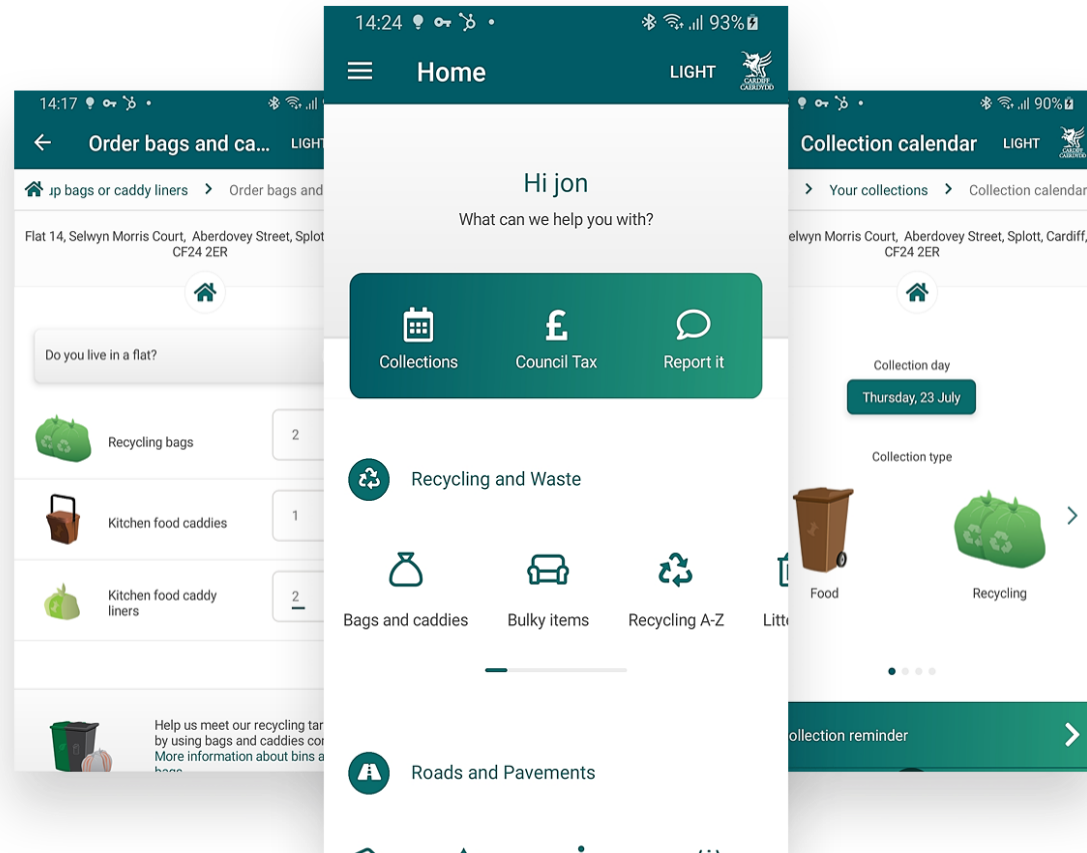 14:17
Order bags and ca...
LIGHT
up bags or caddy liners
Order bags and
Flat 14, Selwyn Morris Court, Aberdovey Street, Splot
CF24 2ER
Do you live in a flat?
Recycling bags
2
Kitchen food caddies
1
Kitchen food caddy
liners
2
Help us meet our recycling tar
by using bags and caddies
More information about bins a
bags
14:24
93%
Home
LIGHT
CARDIFF
CAERDYDD
Hi jon
What can we help you with?
Collections
£
Council Tax
Report it
Recycling and Waste
Bags and caddies
Bulky items
Recycling A-Z
Litt
Roads and Pavements
90%
Collection calendar
LIGHT
CARDIFF
CAERDYDD
Your collections
Collection calendar
elwyn Morris Court, Aberdovey Street, Splott, Cardiff,
CF24 2ER
Collection day
Thursday, 23 July
Collection type
Food
Recycling
ollection reminder